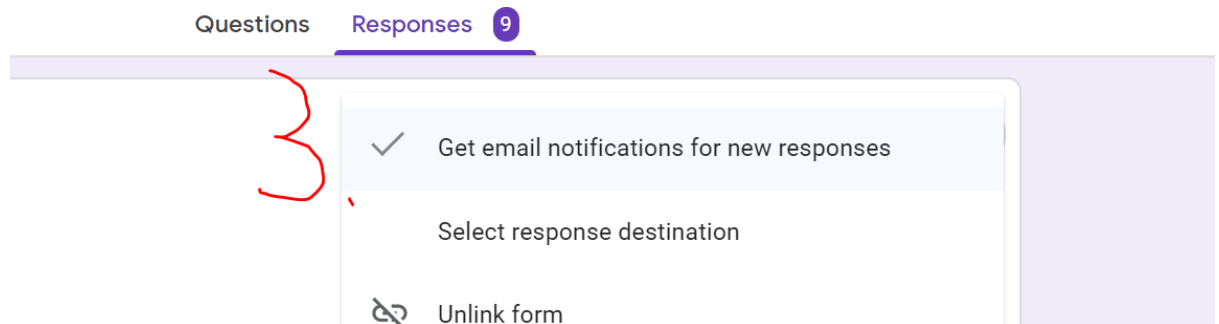 Questions Responses 9
3.
Get email notifications for new responses
Select response destination
Unlink form